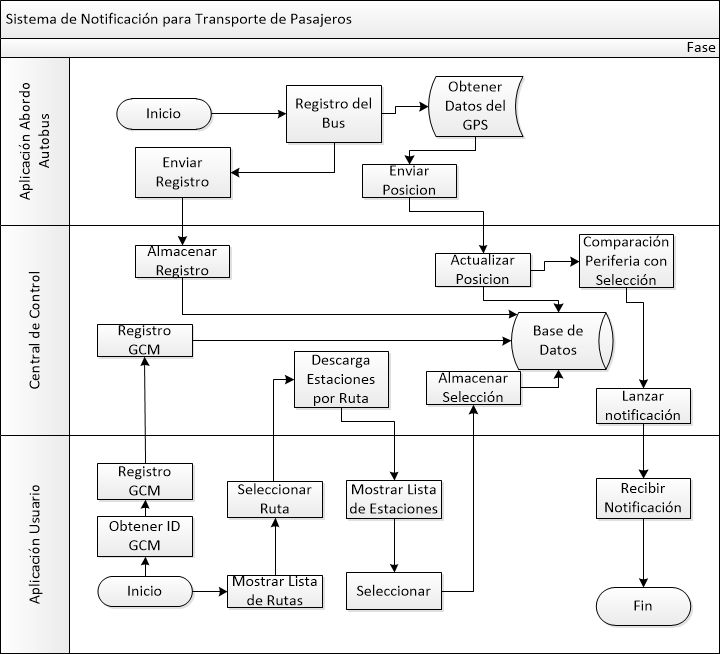 Sistema de Notificación para Transporte de Pasajeros
Fase
Aplicación Abordo
Autobus
Inicio
Registro del
Bus
Obtener
Datos del
GPS
Enviar
Registro
Enviar
Posicion
Central de Control
Almacenar
Registro
Actualizar
Posicion
Comparación
Periferia con
Selección
Registro
GCM
Base de
Datos
Descarga
Estaciones
por Ruta
Almacenar
Selección
Lanzar
notificación
Aplicación Usuario
Registro
GCM
Seleccionar
Ruta
Mostrar Lista
de Estaciones
Recibir
Notificación
Obtener ID
GCM
Inicio
Mostrar Lista
de Rutas
Seleccionar
Fin